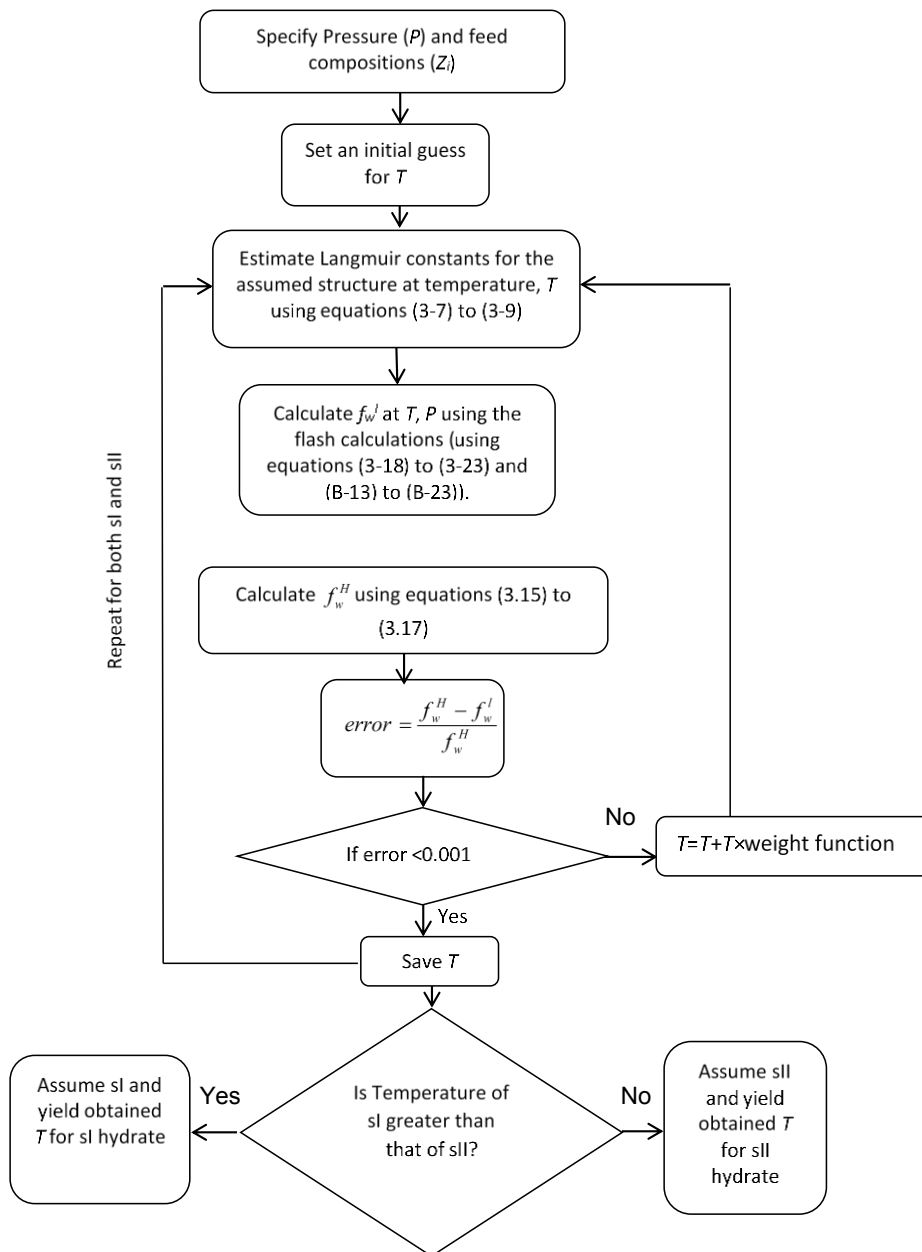 Specify Pressure (P) and feed
compositions (Zi)
Set an initial guess
for T
Estimate Langmuir constants for the
assumed structure at temperature, T
using equations (3-7) to (3-9)
Calculate fwˡ at T, P using the
flash calculations (using
equations (3-18) to (3-23) and
(B-13) to (B-23)).
Repeat for both sI and sII
Calculate f_w^H using equations (3.15) to
(3.17)
error = (f_w^H − f_w^l) / f_w^H
No
If error <0.001
T=T+T×weight function
Yes
Save T
Assume sI and
yield obtained
T for sI hydrate
Yes
Is Temperature of
sI greater than
that of sII?
No
Assume sII
and yield
obtained T
for sII
hydrate